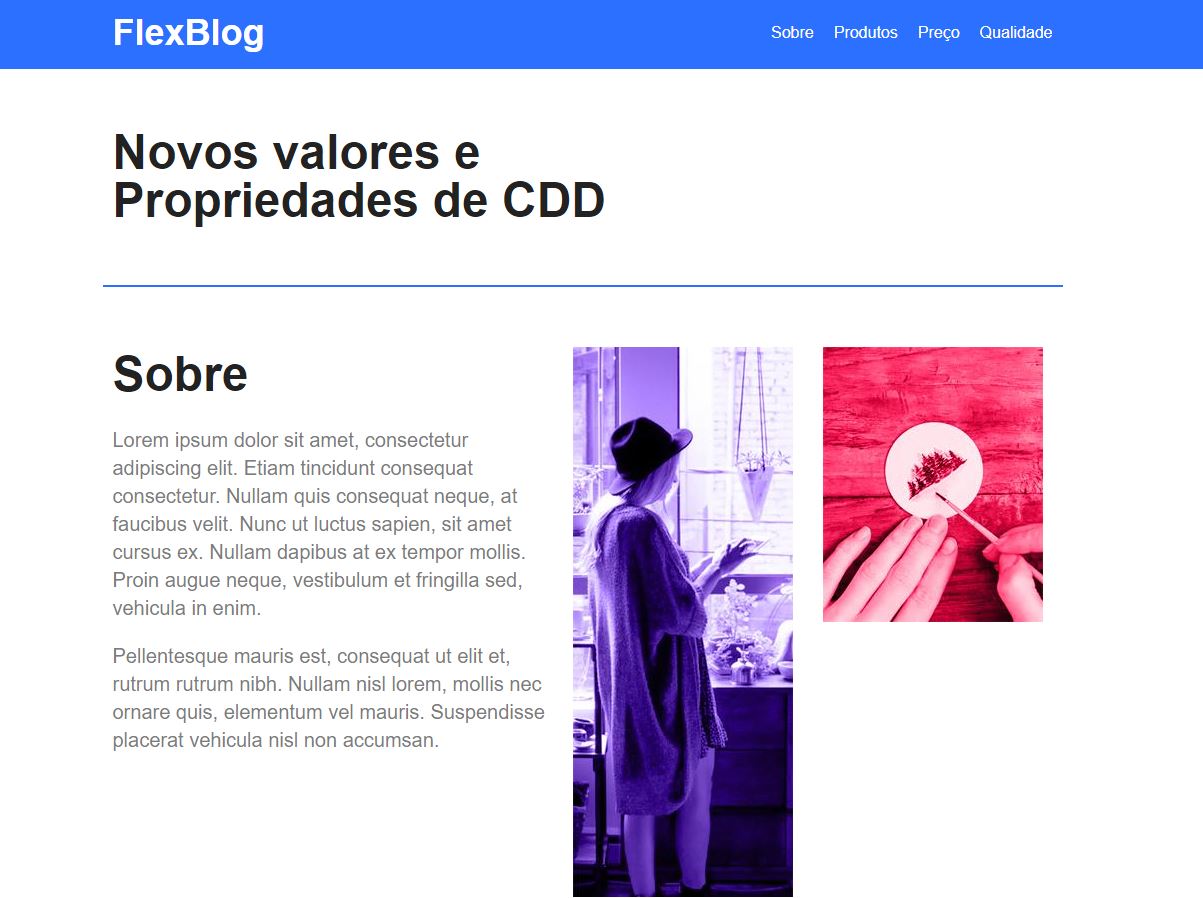 FlexBlog
Sobre Produtos Preço Qualidade
Novos valores e
Propriedades de CDD
Sobre
Lorem ipsum dolor sit amet, consectetur
adipiscing elit. Etiam tincidunt consequat
consectetur. Nullam quis consequat neque, at
faucibus velit. Nunc ut luctus sapien, sit amet
cursus ex. Nullam dapibus at ex tempor mollis.
Proin augue neque, vestibulum et fringilla sed,
vehicula in enim.
Pellentesque mauris est, consequat ut elit et,
rutrum rutrum nibh. Nullam nisl lorem, mollis nec
ornare quis, elementum vel mauris. Suspendisse
placerat vehicula nisl non accumsan.